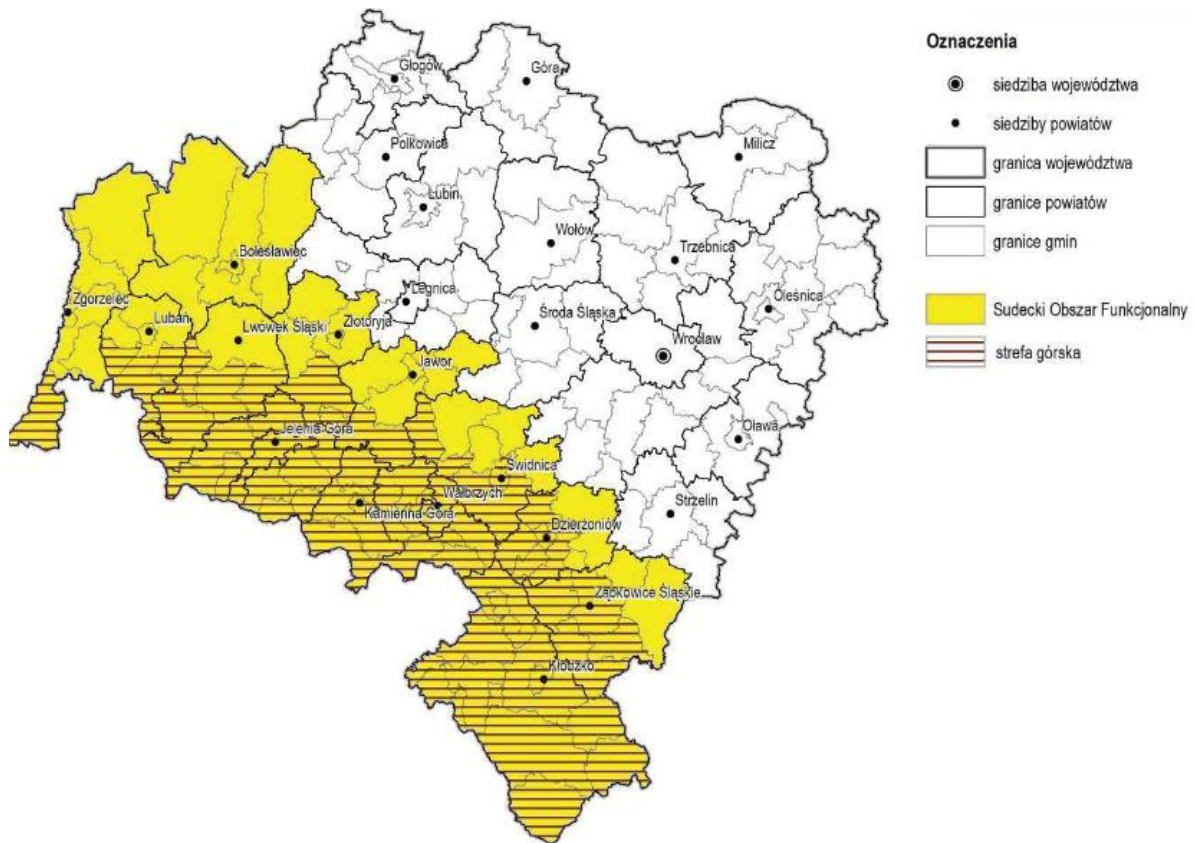 Oznaczenia
siedziba województwa
siedziby powiatów
granica województwa
granice powiatów
granice gmin
Sudecki Obszar Funkcjonalny
strefa górska
Głogów
Góra
Polkowice
Milicz
Lubin
Wołów
Trzebnica
Bolesławiec
Legnica
Oleśnica
Zgorzelec
Lubań
Lwówek Śląski
Złotoryja
Środa Śląska
Wrocław
Jawor
Jelenia Góra
Oława
Świdnica
Wałbrzych
Kamienna Góra
Strzelin
Dzierżoniów
Ząbkowice Śląskie
Kłodzko